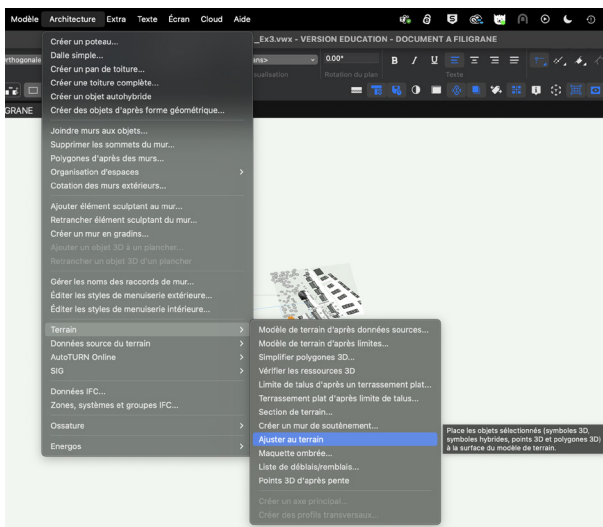 Modèle Architecture Extra Texte Écran Cloud Aide
_Ex3.vwx - VERSION EDUCATION - DOCUMENT A FILIGRANE
orthogonale
ans>
0.00°
B I U
sualisation
Rotation du plan
Texte
GRANE
Créer un poteau...
Dalle simple...
Créer un pan de toiture...
Créer une toiture complète...
Créer un objet autohybride
Créer des objets d'après forme géométrique...
Joindre murs aux objets...
Supprimer les sommets du mur...
Polygones d'après des murs...
Organisation d'espaces
Cotation des murs extérieurs...
Ajouter élément sculptant au mur...
Retrancher élément sculptant du mur...
Créer un mur en gradins...
Ajouter un objet 3D à un plancher...
Retrancher un objet 3D d'un plancher
Gérer les noms des raccords de mur...
Éditer les styles de menuiserie extérieure...
Éditer les styles de menuiserie intérieure...
Terrain
Données source du terrain
AutoTURN Online
SIG
Données IFC...
Zones, systèmes et groupes IFC...
Ossature
Energos
Modèle de terrain d'après données sources...
Modèle de terrain d'après limites...
Simplifier polygones 3D...
Vérifier les ressources 3D
Limite de talus d'après un terrassement plat...
Terrassement plat d'après limite de talus...
Section de terrain...
Créer un mur de soutènement...
Ajuster au terrain
Maquette ombrée...
Liste de déblais/remblais...
Points 3D d'après pente
Créer un axe principal...
Créer des profils transversaux...
Place les objets sélectionnés (symboles 3D,
symboles hybrides, points 3D et polygones 3D)
à la surface du modèle de terrain.